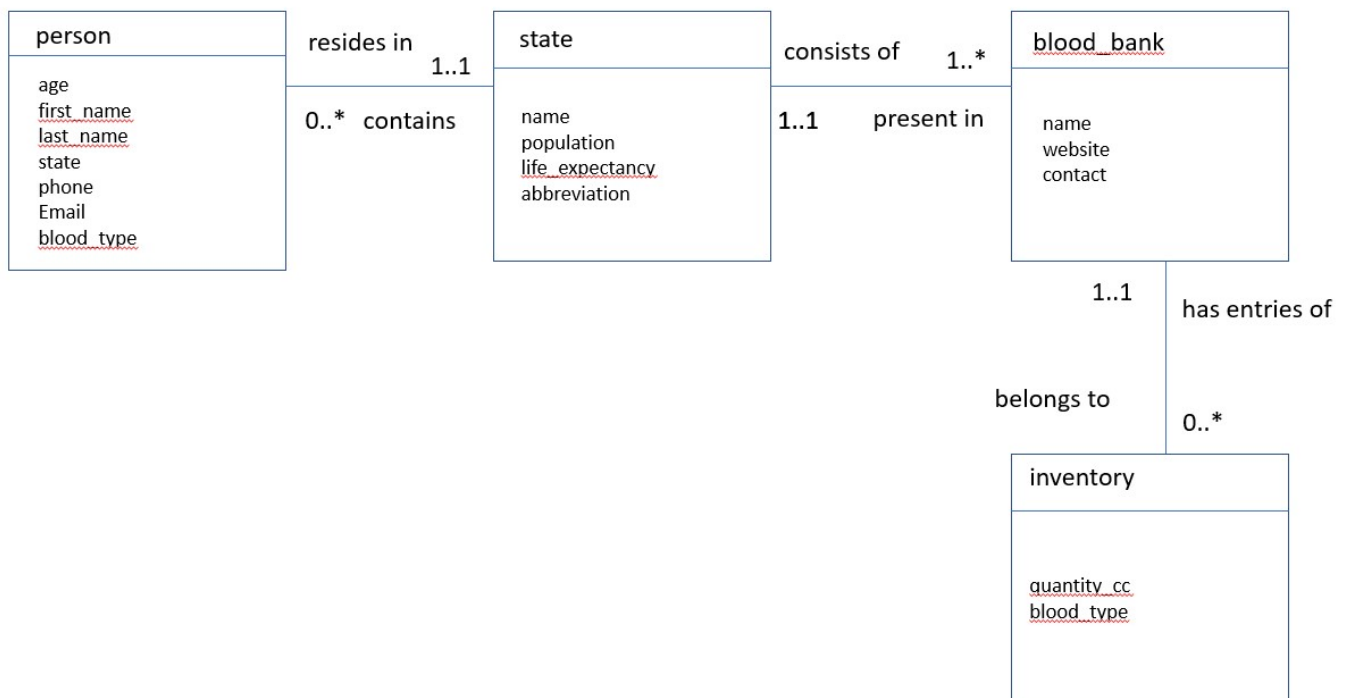 person
age
first_name
last_name
state
phone
Email
blood_type
resides in
1..1
0..* contains
state
name
population
life_expectancy
abbreviation
consists of
1..*
1..1
present in
blood_bank
name
website
contact
1..1
has entries of
belongs to
0..*
inventory
quantity_cc
blood_type